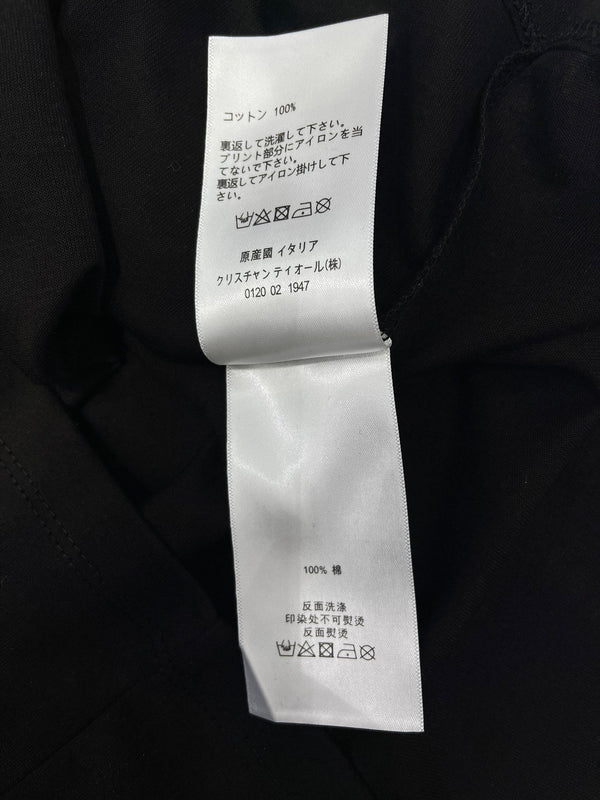 コットン 100%
裏返して洗濯して下さい。
プリント部分にアイロンを当
てないで下さい。
裏返してアイロン掛けして下
さい。
原産國 イタリア
クリスチャンティオール(株)
0120 02 1947
100% 棉
反面洗涤
印染处不可熨烫
反面熨烫